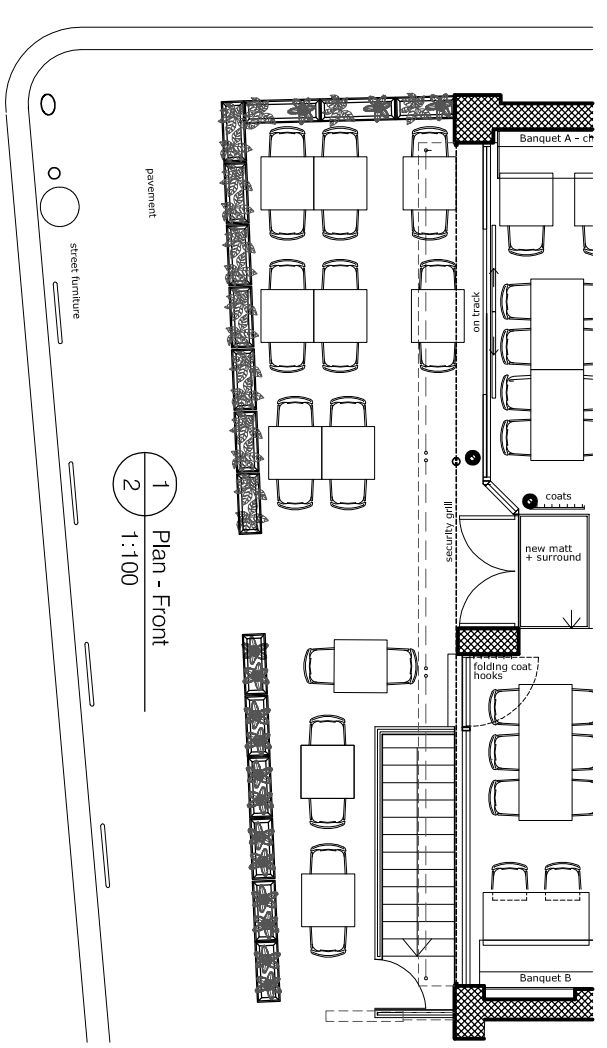 Banquet A - ch
pavement
street furniture
on track
1
2
Plan - Front
1:100
security grill
coats
new matt
+ surround
folding coat
hooks
Banquet B